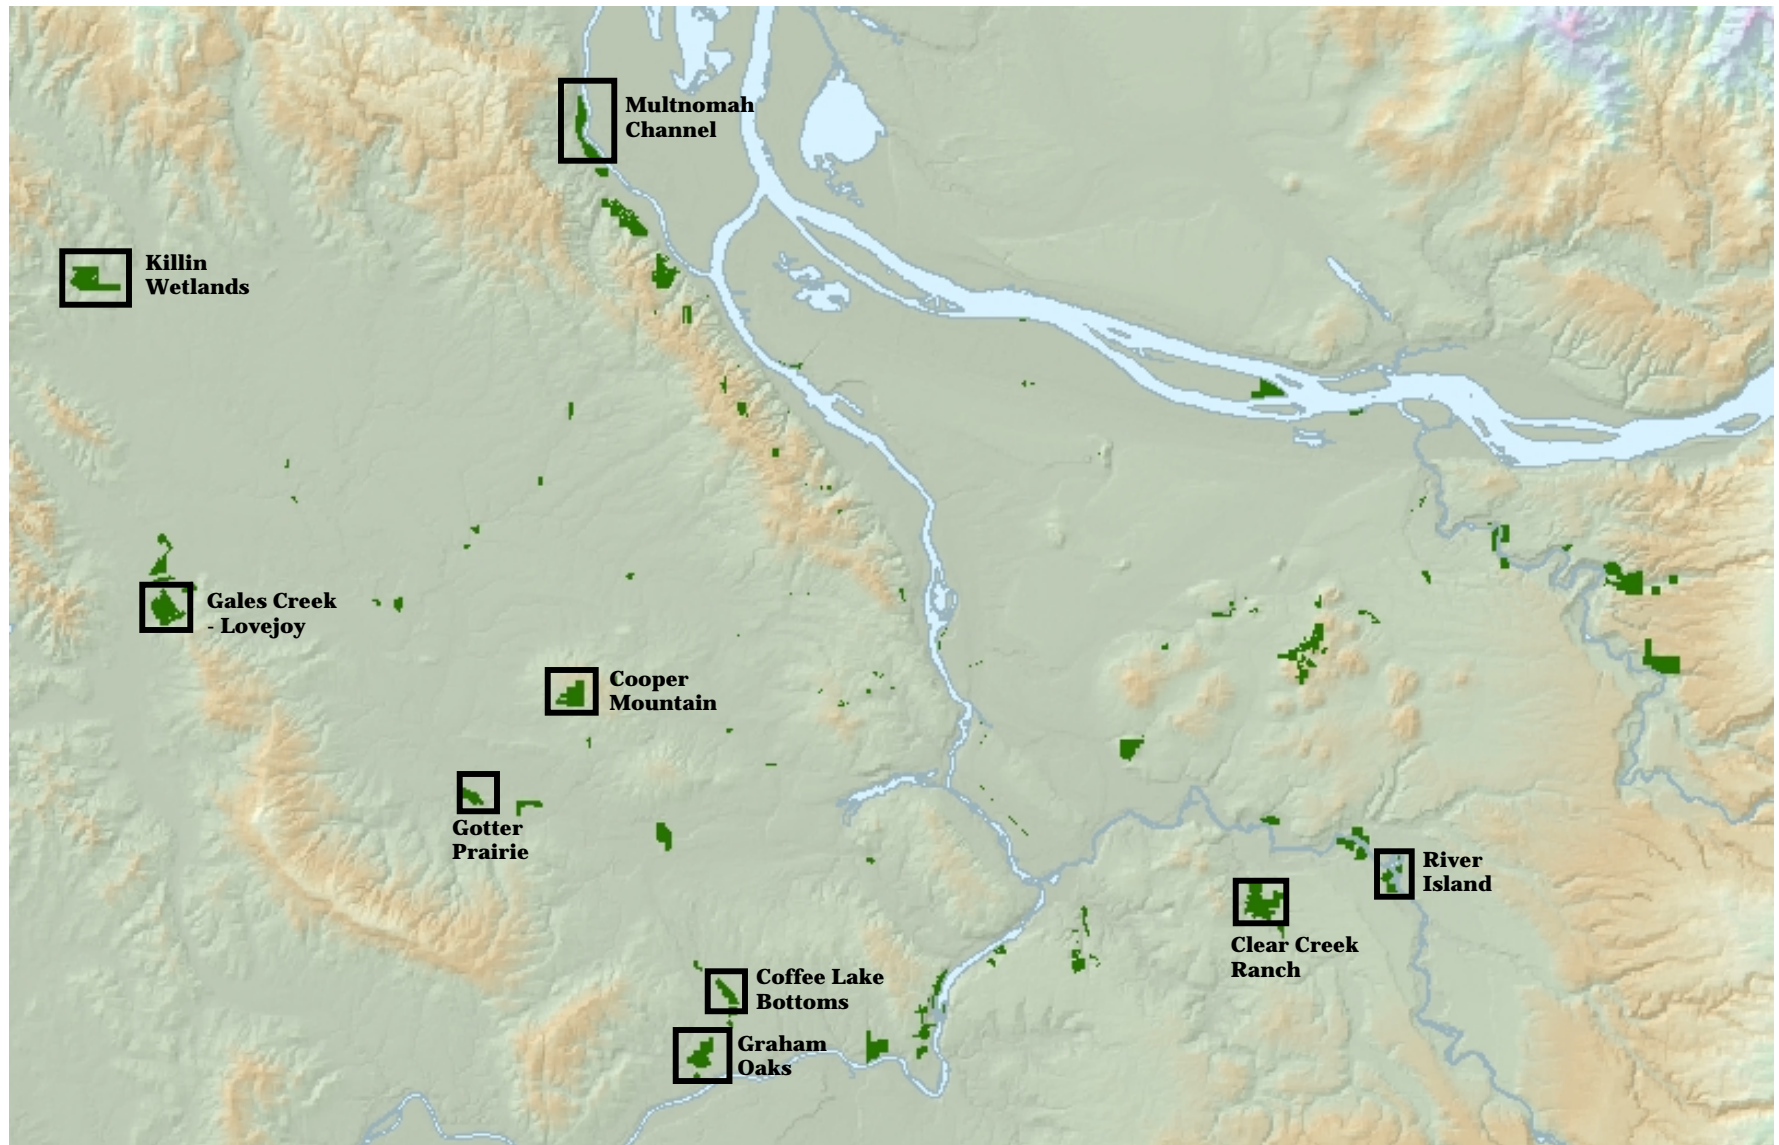 Multnomah
Channel
Killin
Wetlands
Gales Creek
- Lovejoy
Cooper
Mountain
Gotter
Prairie
River
Island
Clear Creek
Ranch
Coffee Lake
Bottoms
Graham
Oaks